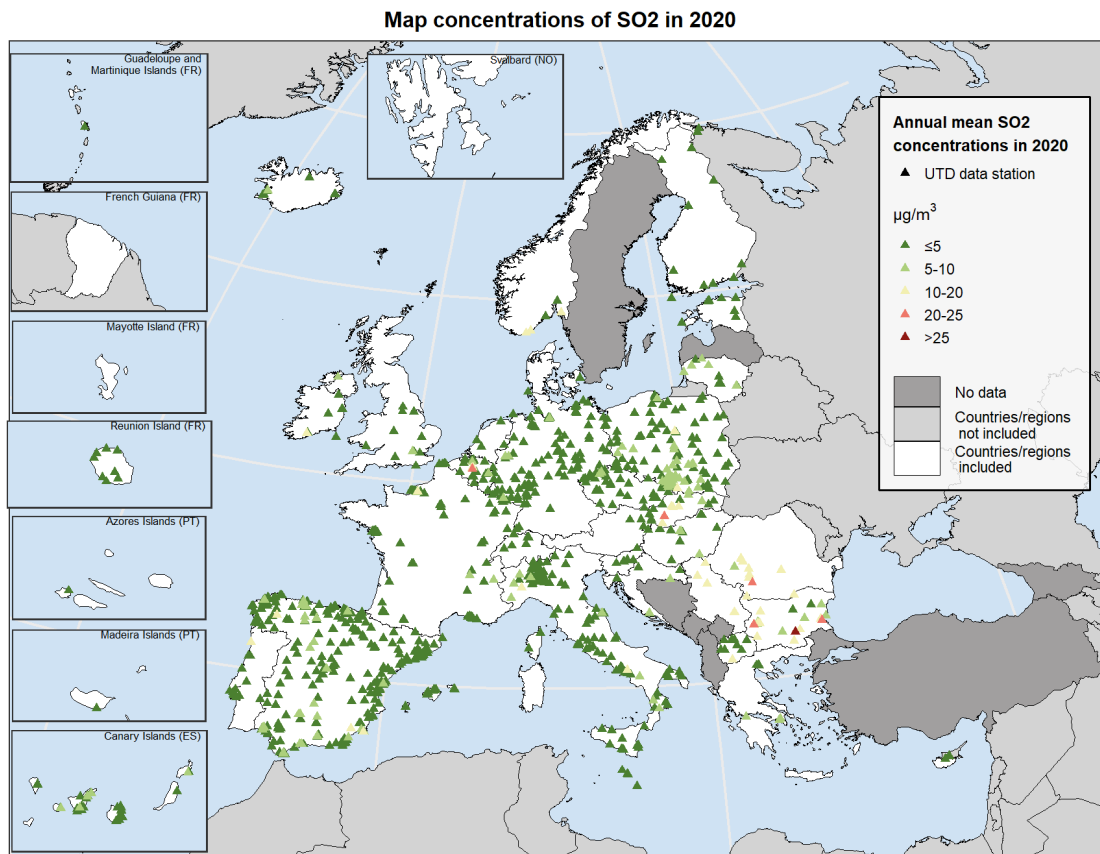 Map concentrations of SO2 in 2020
Guadeloupe and
Martinique Islands (FR)
Svalbard (NO)
French Guiana (FR)
Mayotte Island (FR)
Reunion Island (FR)
Azores Islands (PT)
Madeira Islands (PT)
Canary Islands (ES)
Annual mean SO2
concentrations in 2020
UTD data station
µg/m³
≤5
5-10
10-20
20-25
>25
No data
Countries/regions
not included
Countries/regions
included